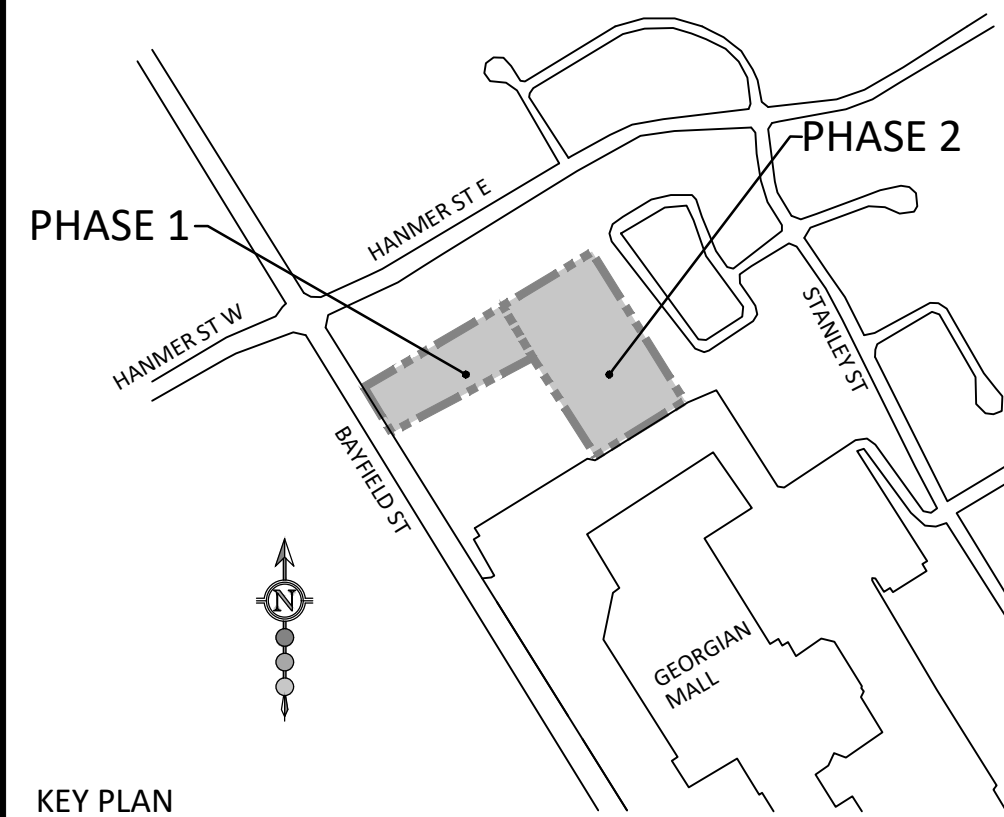 PHASE 2
PHASE 1
HANMER ST E
HANMER ST W
STANLEY ST
BAYFIELD ST
N
GEORGIAN
MALL
KEY PLAN